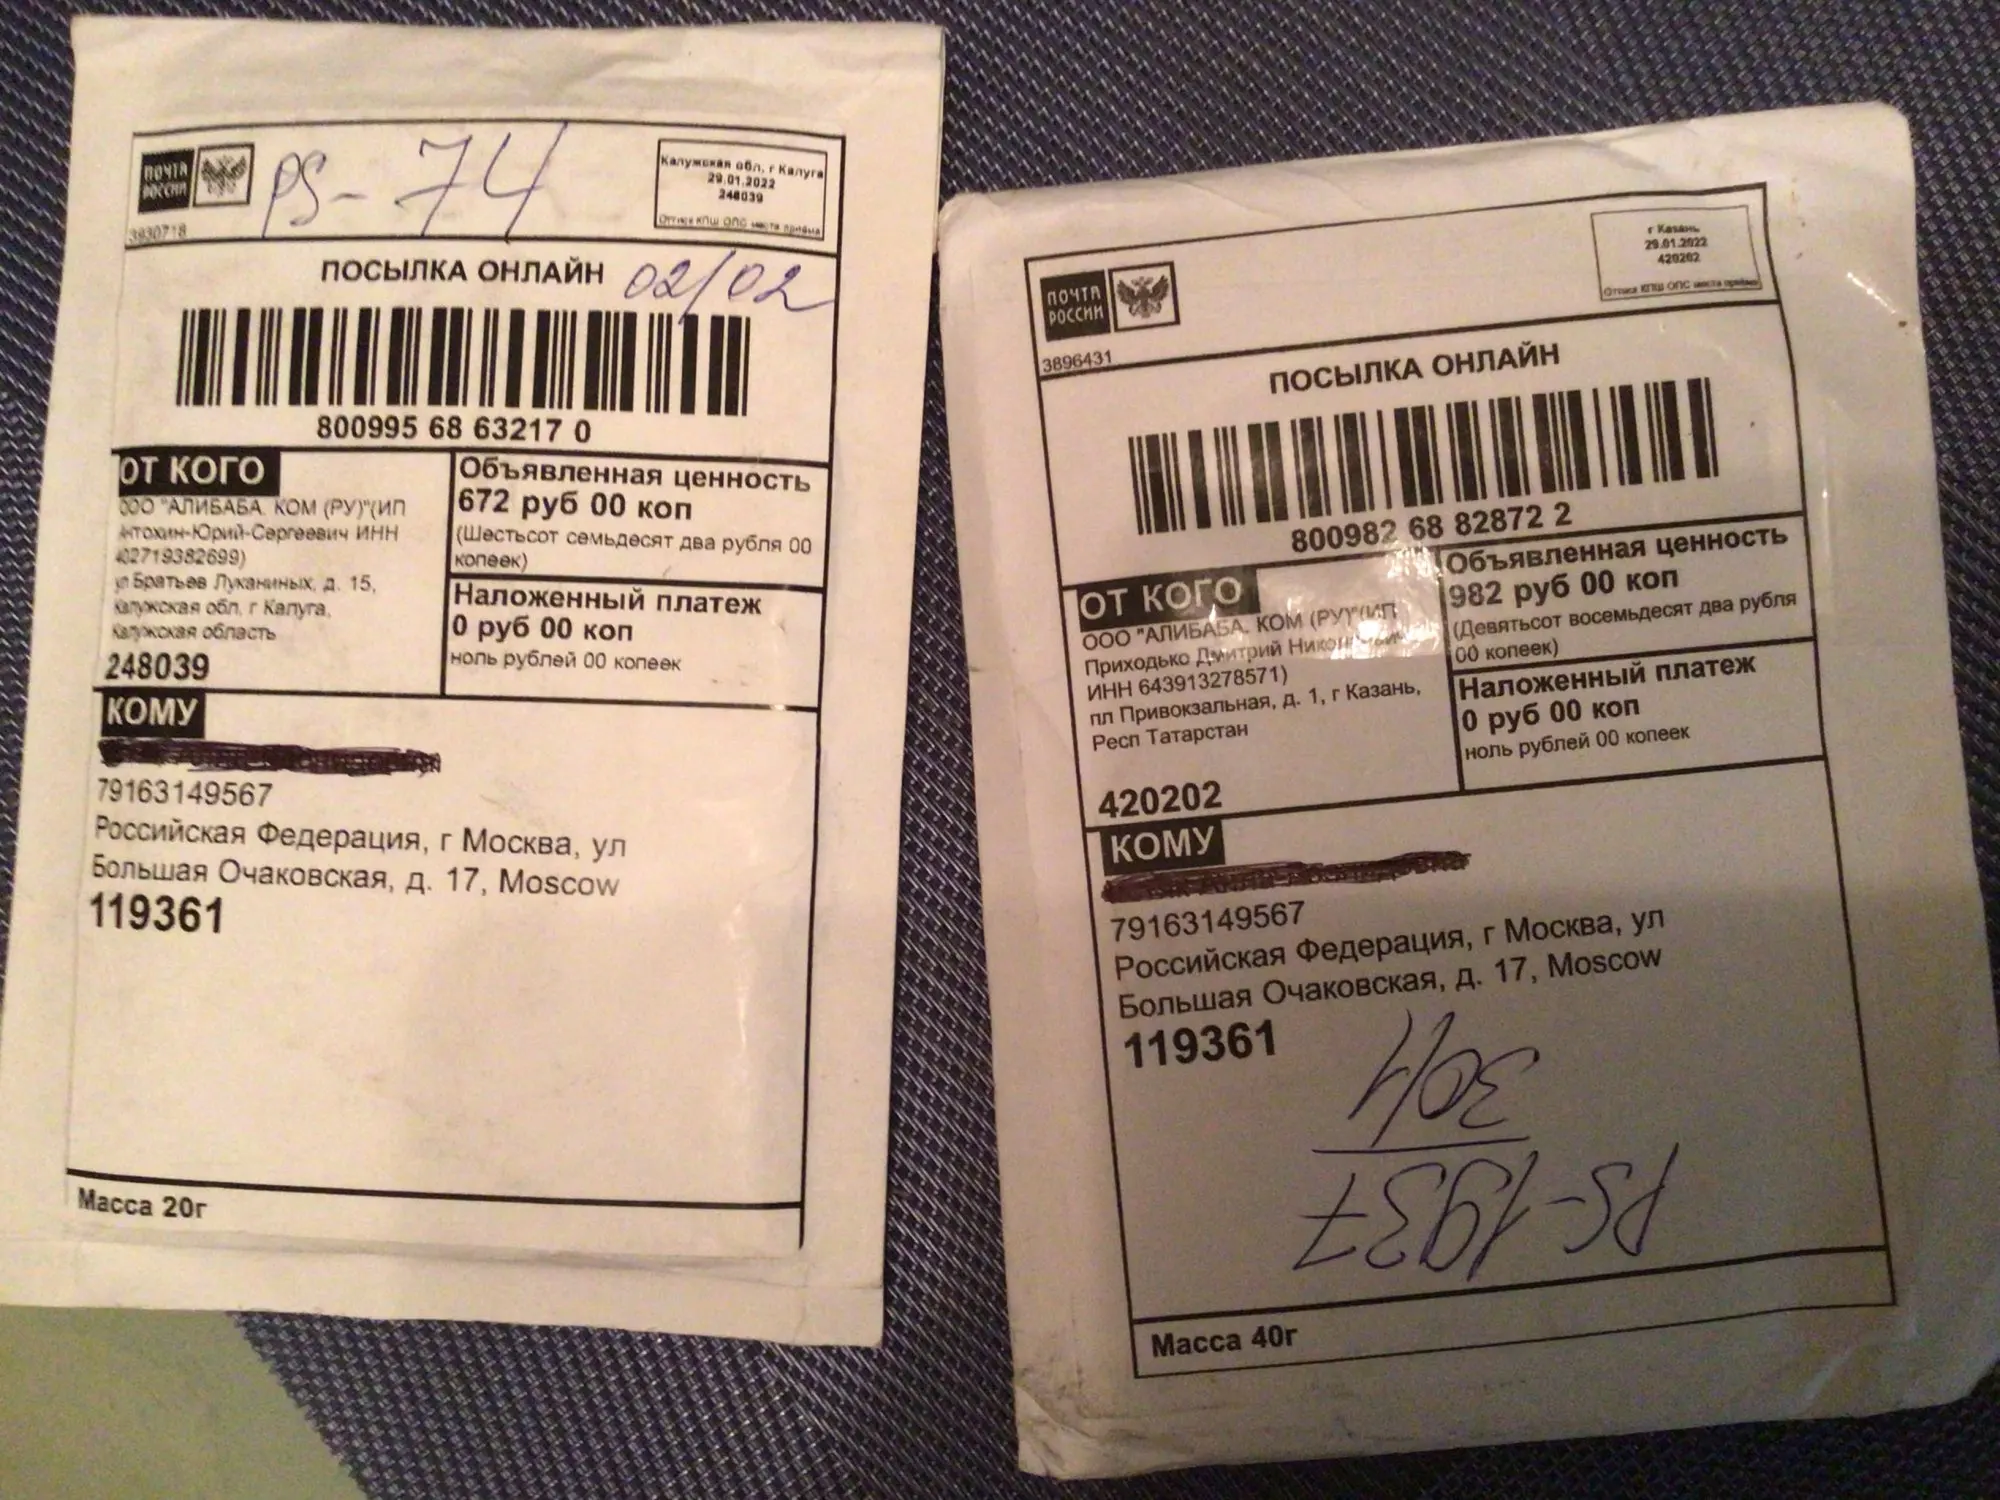 ПОЧТА
РОССИИ
PS-74
Калужская обл, г Калуга
29.01.2022
248039
Оттиск КПШ ОПС места приёма
3930718
ПОСЫЛКА ОНЛАЙН 02/02
800995 68 63217 0
ОТ КОГО
ООО "АЛИБАБА. КОМ (РУ)"(ИП
нтохин-Юрий-Сергеевич ИНН
402719382699)
ул Братьев Луканиных, д. 15,
Калужская обл, г Калуга,
Калужская область
248039
Объявленная ценность
672 руб 00 коп
(Шестьсот семьдесят два рубля 00
копеек)
Наложенный платеж
0 руб 00 коп
ноль рублей 00 копеек
КОМУ
79163149567
Российская Федерация, г Москва, ул
Большая Очаковская, д. 17, Moscow
119361
Масса 20г
ПОЧТА
РОССИИ
г Казань
29.01.2022
420202
Оттиск КПШ ОПС места приёма
3896431
ПОСЫЛКА ОНЛАЙН
800982 68 82872 2
ОТ КОГО
ООО "АЛИБАБА. КОМ (РУ)"(ИП
Приходько Дмитрий
ИНН 643913278571)
пл Привокзальная, д. 1, г Казань,
Респ Татарстан
420202
Объявленная ценность
982 руб 00 коп
(Девятьсот восемьдесят два рубля
00 копеек)
Наложенный платеж
0 руб 00 коп
ноль рублей 00 копеек
КОМУ
79163149567
Российская Федерация, г Москва, ул
Большая Очаковская, д. 17, Moscow
119361
PS-1937
30/1
Масса 40г